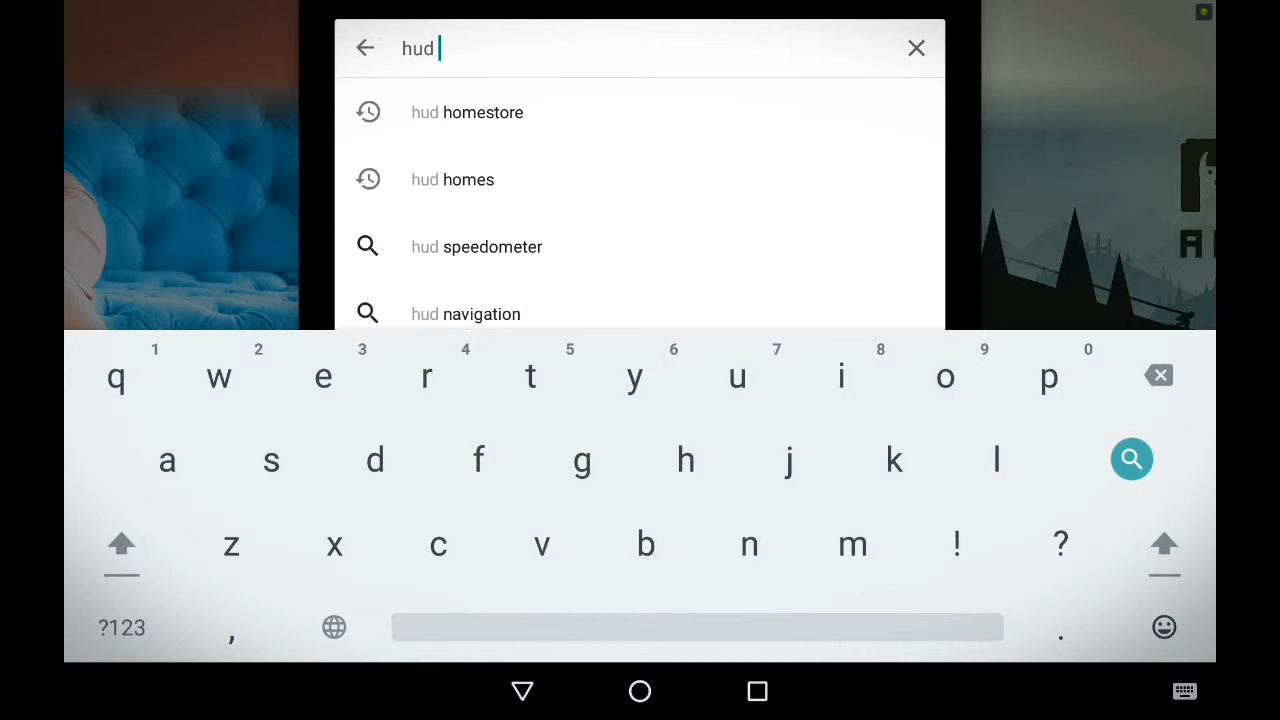 hud
hud homestore
hud homes
hud speedometer
hud navigation
1 2 3 4 5 6 7 8 9 0
q w e r t y u i o p
a s d f g h j k l
z x c v b n m ! ?
?123 , .